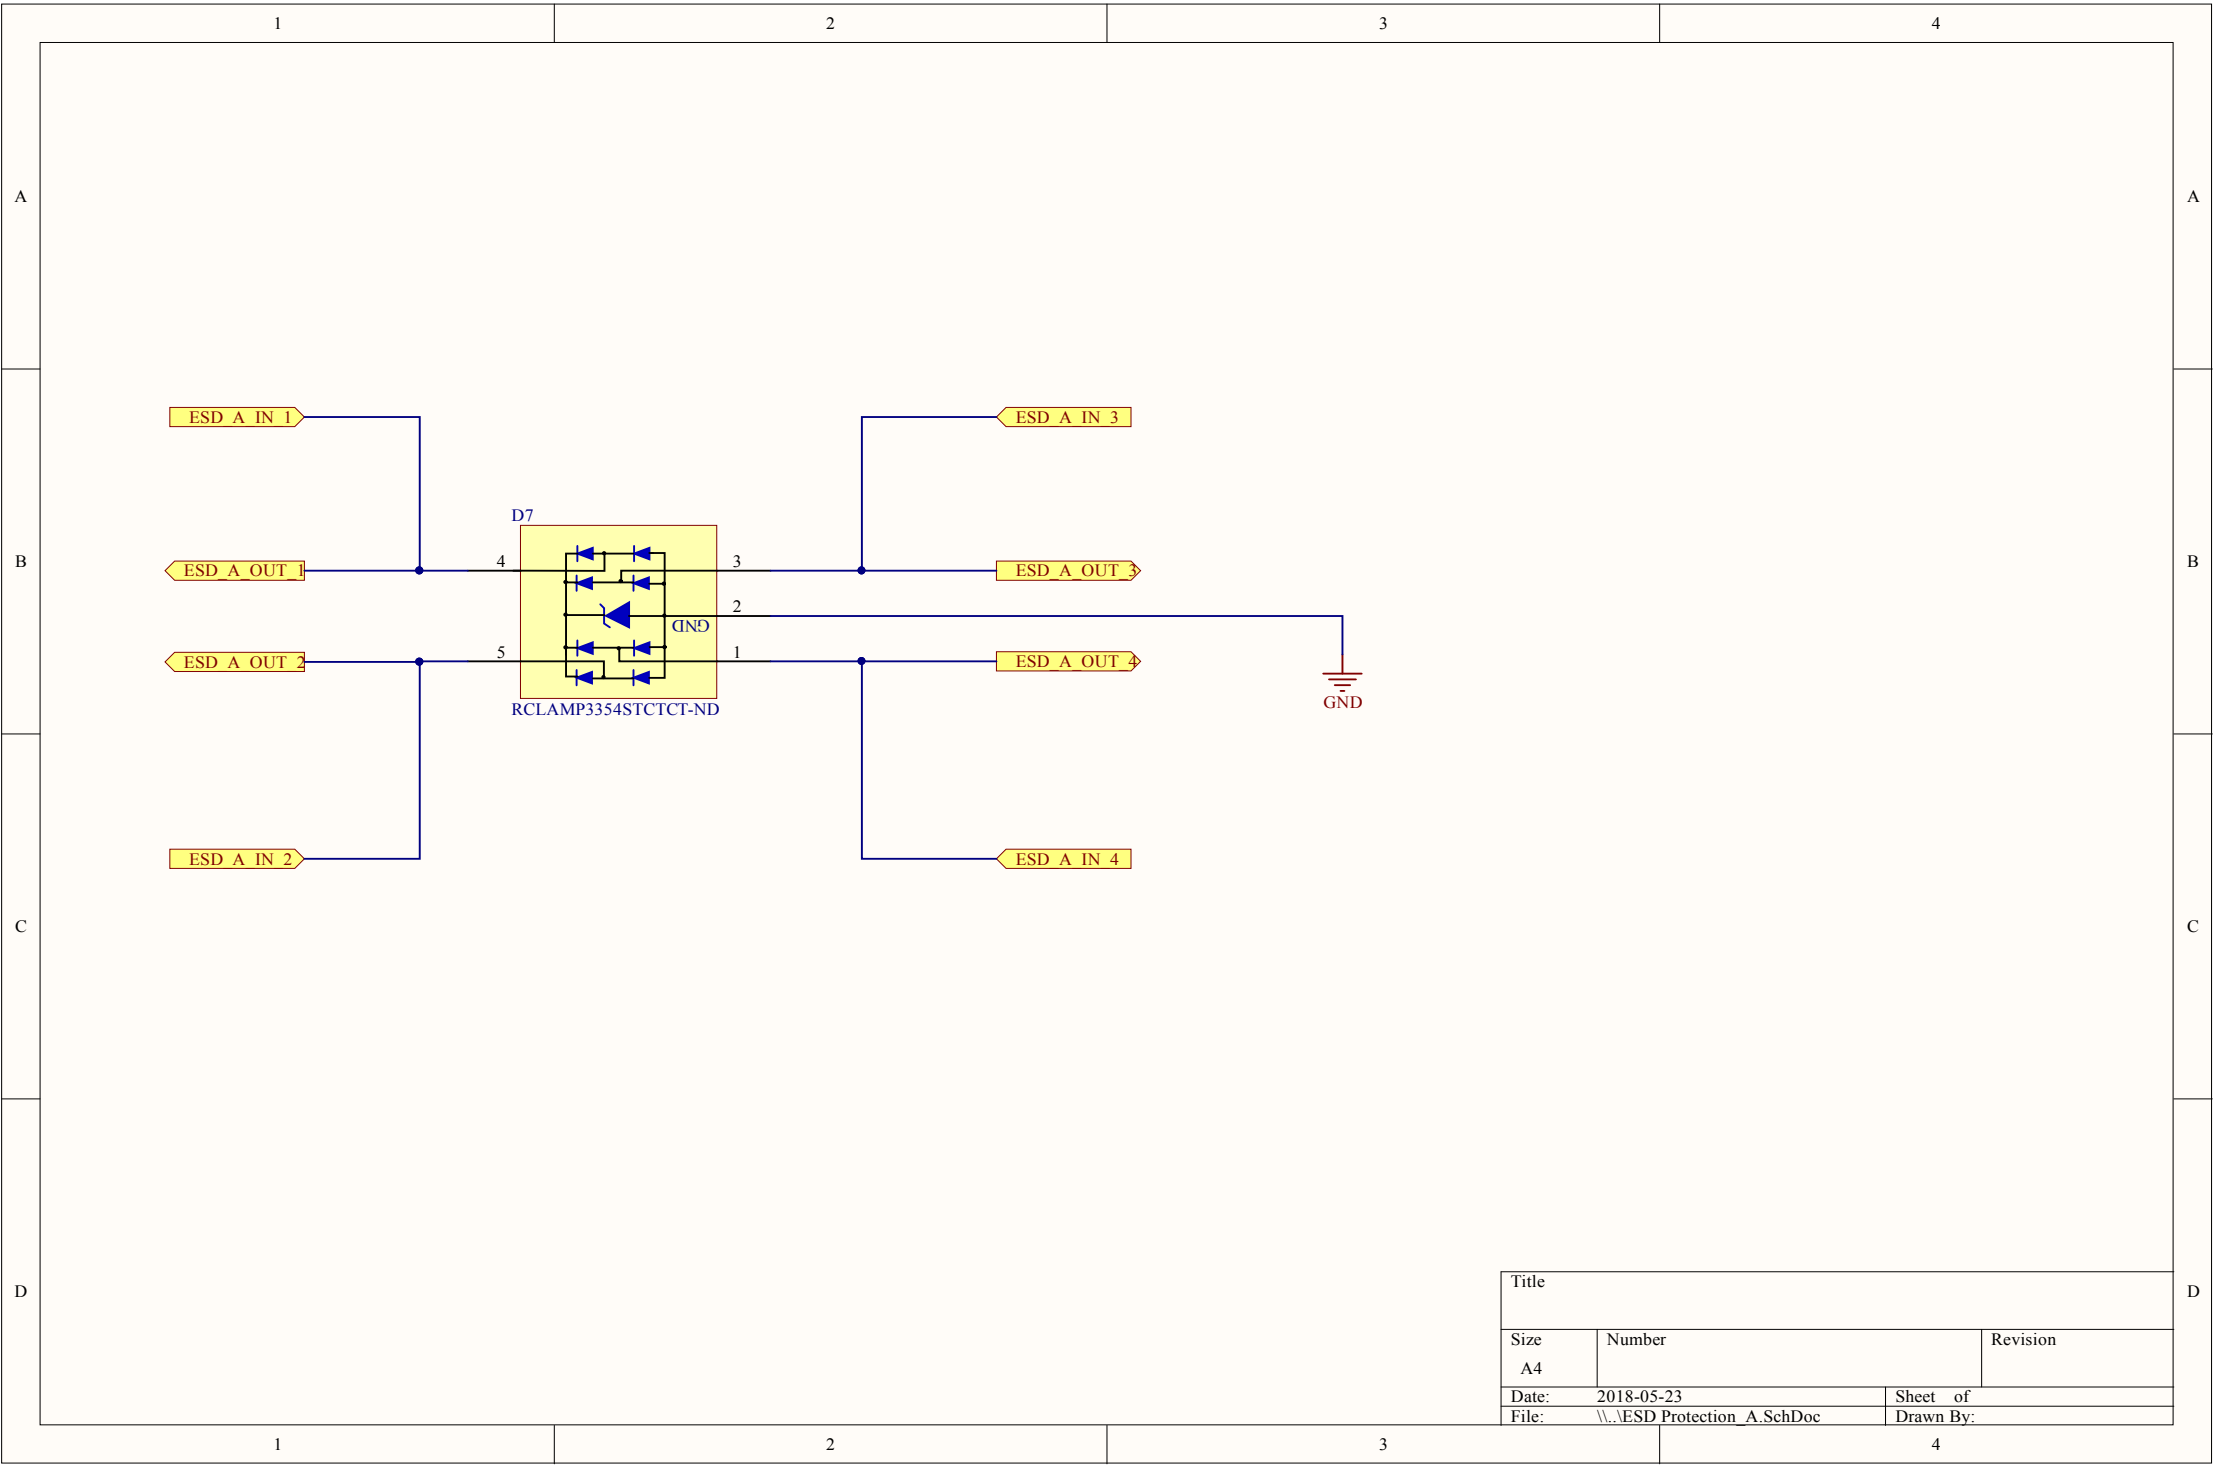 1 2 3 4
A A
ESD_A_IN_1 ESD_A_IN_3
D7
B B
ESD_A_OUT_1 4 3 ESD_A_OUT_3
2
GND
ESD_A_OUT_2 5 1 ESD_A_OUT_4
GND
RCLAMP3354STCTCT-ND
ESD_A_IN_2 ESD_A_IN_4
C C
D D
Title
Size Number Revision
A4
Date: 2018-05-23 Sheet of
File: \\..\ESD Protection_A.SchDoc Drawn By:
1 2 3 4